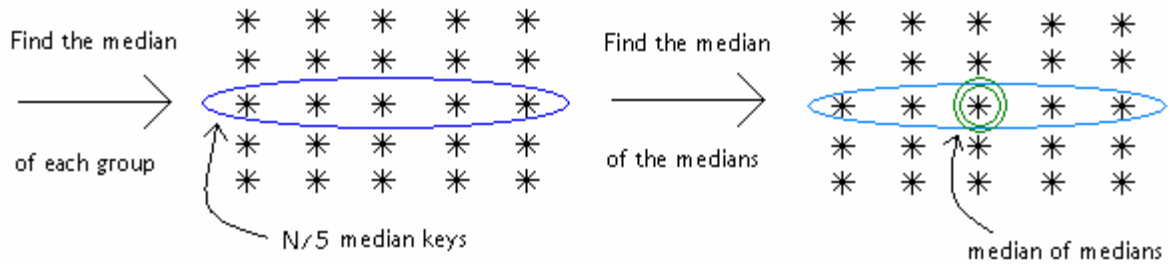 Find the median
of each group
N/5 median keys
Find the median
of the medians
median of medians